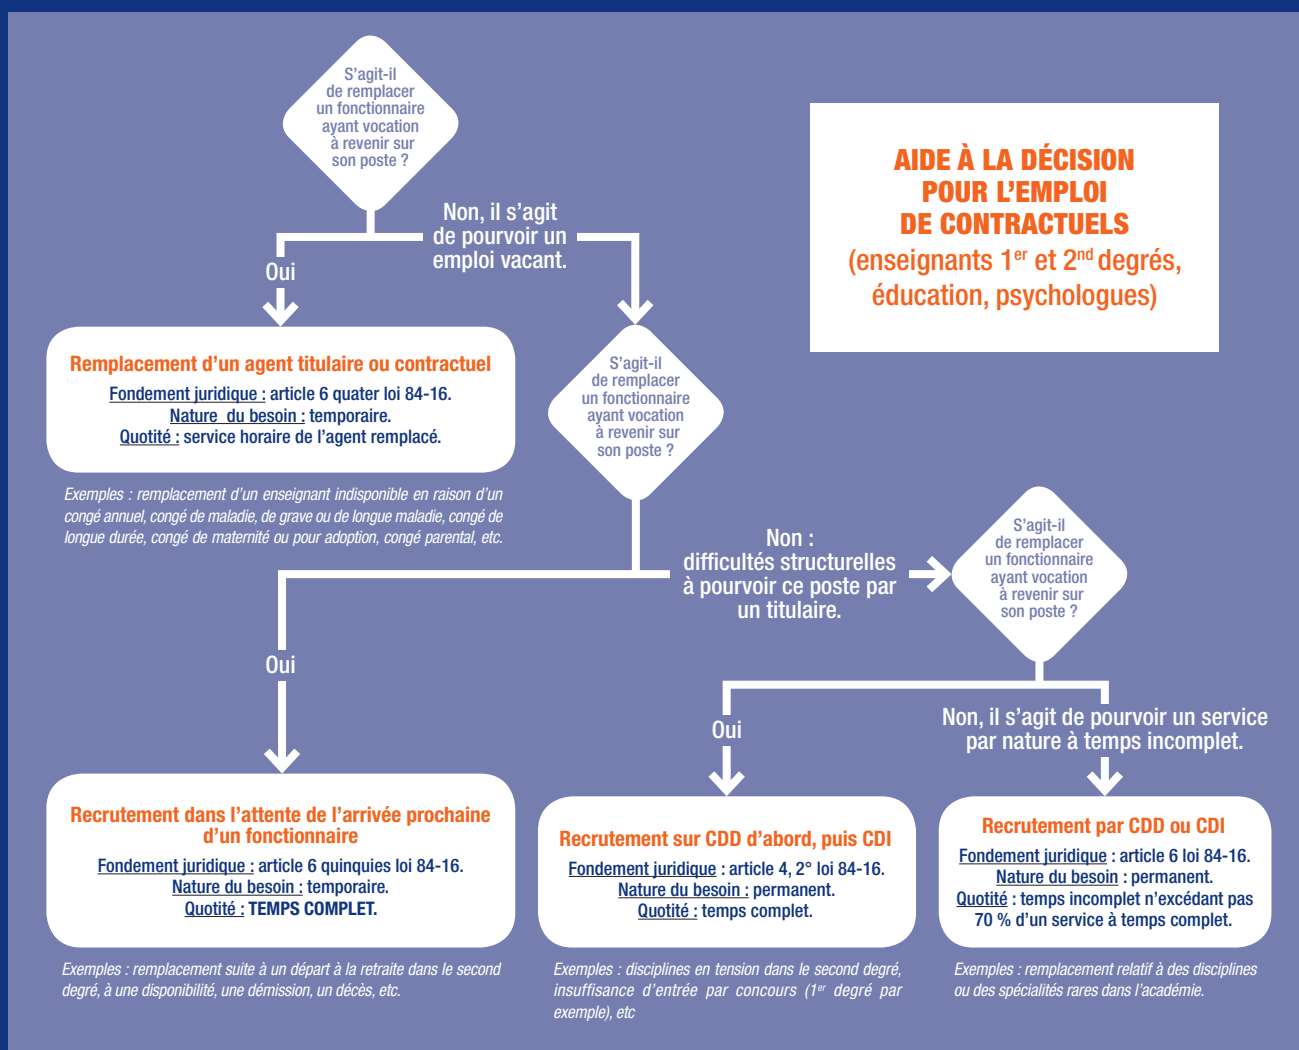 S'agit-il
de remplacer
un fonctionnaire
ayant vocation
à revenir sur
son poste ?
AIDE À LA DÉCISION
POUR L'EMPLOI
DE CONTRACTUELS
(enseignants 1er et 2nd degrés,
éducation, psychologues)
Non, il s'agit
de pourvoir un
emploi vacant.
Oui
Remplacement d'un agent titulaire ou contractuel
Fondement juridique : article 6 quater loi 84-16.
Nature du besoin : temporaire.
Quotité : service horaire de l'agent remplacé.
Exemples : remplacement d'un enseignant indisponible en raison d'un
congé annuel, congé de maladie, de grave ou de longue maladie, congé de
longue durée, congé de maternité ou pour adoption, congé parental, etc.
S'agit-il
de remplacer
un fonctionnaire
ayant vocation
à revenir sur
son poste ?
Non :
difficultés structurelles
à pourvoir ce poste par
un titulaire.
S'agit-il
de remplacer
un fonctionnaire
ayant vocation
à revenir sur
son poste ?
Oui
Oui
Non, il s'agit de pourvoir un service
par nature à temps incomplet.
Recrutement dans l'attente de l'arrivée prochaine
d'un fonctionnaire
Fondement juridique : article 6 quinquies loi 84-16.
Nature du besoin : temporaire.
Quotité : TEMPS COMPLET.
Exemples : remplacement suite à un départ à la retraite dans le second
degré, à une disponibilité, une démission, un décès, etc.
Recrutement sur CDD d'abord, puis CDI
Fondement juridique : article 4, 2° loi 84-16.
Nature du besoin : permanent.
Quotité : temps complet.
Exemples : disciplines en tension dans le second degré,
insuffisance d'entrée par concours (1er degré par
exemple), etc
Recrutement par CDD ou CDI
Fondement juridique : article 6 loi 84-16.
Nature du besoin : permanent.
Quotité : temps incomplet n'excédant pas
70 % d'un service à temps complet.
Exemples : remplacement relatif à des disciplines
ou des spécialités rares dans l'académie.